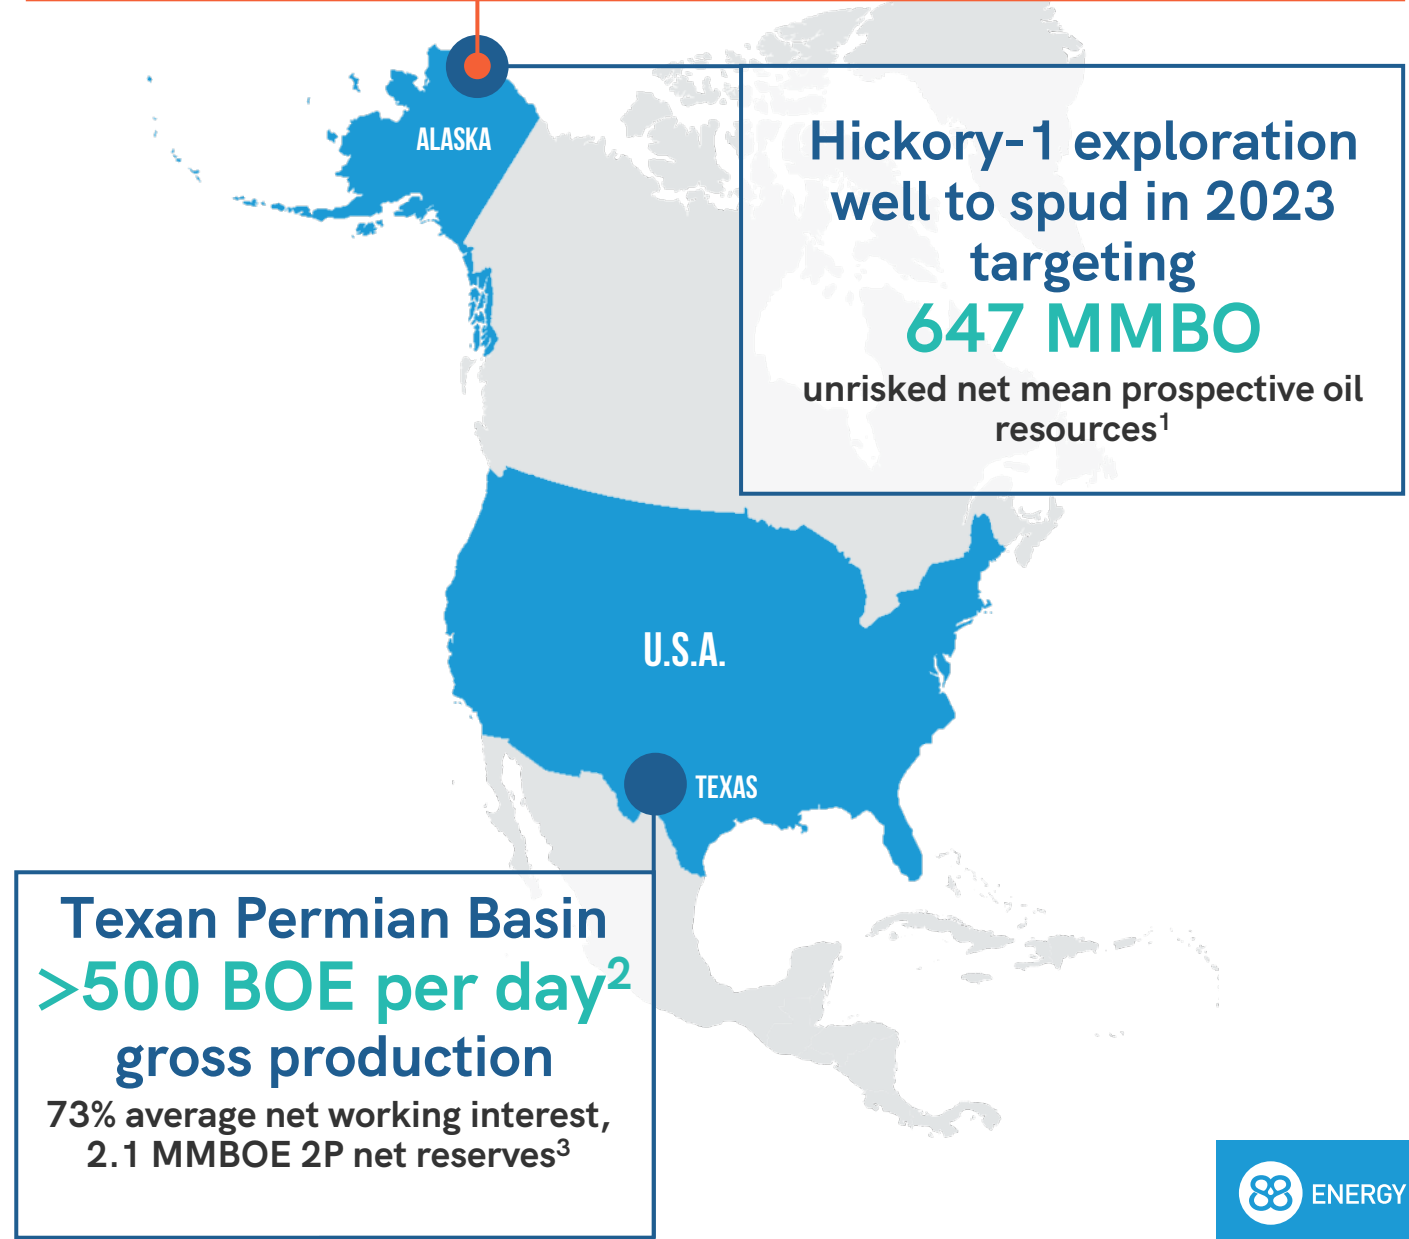 ALASKA
Hickory-1 exploration
well to spud in 2023
targeting
647 MMBO
unrisked net mean prospective oil
resources¹
U.S.A.
TEXAS
Texan Permian Basin
>500 BOE per day²
gross production
73% average net working interest,
2.1 MMBOE 2P net reserves³
88 ENERGY